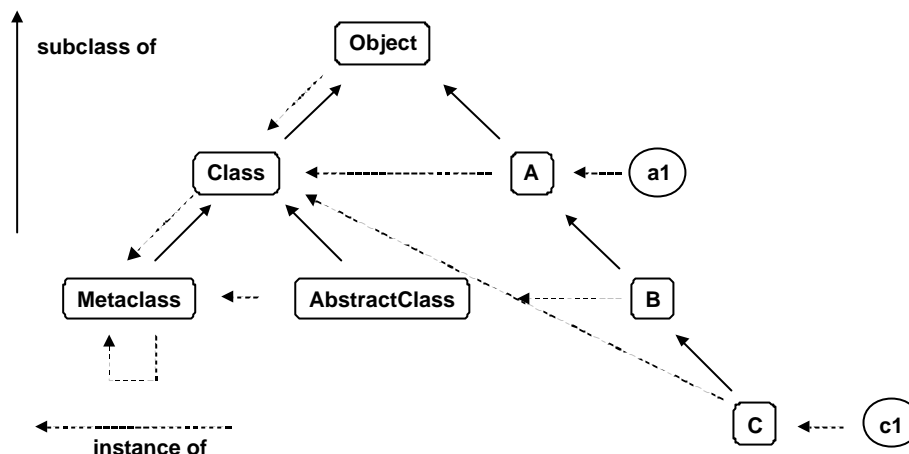 subclass of
Object
Class
A
a1
Metaclass
AbstractClass
B
C
c1
instance of